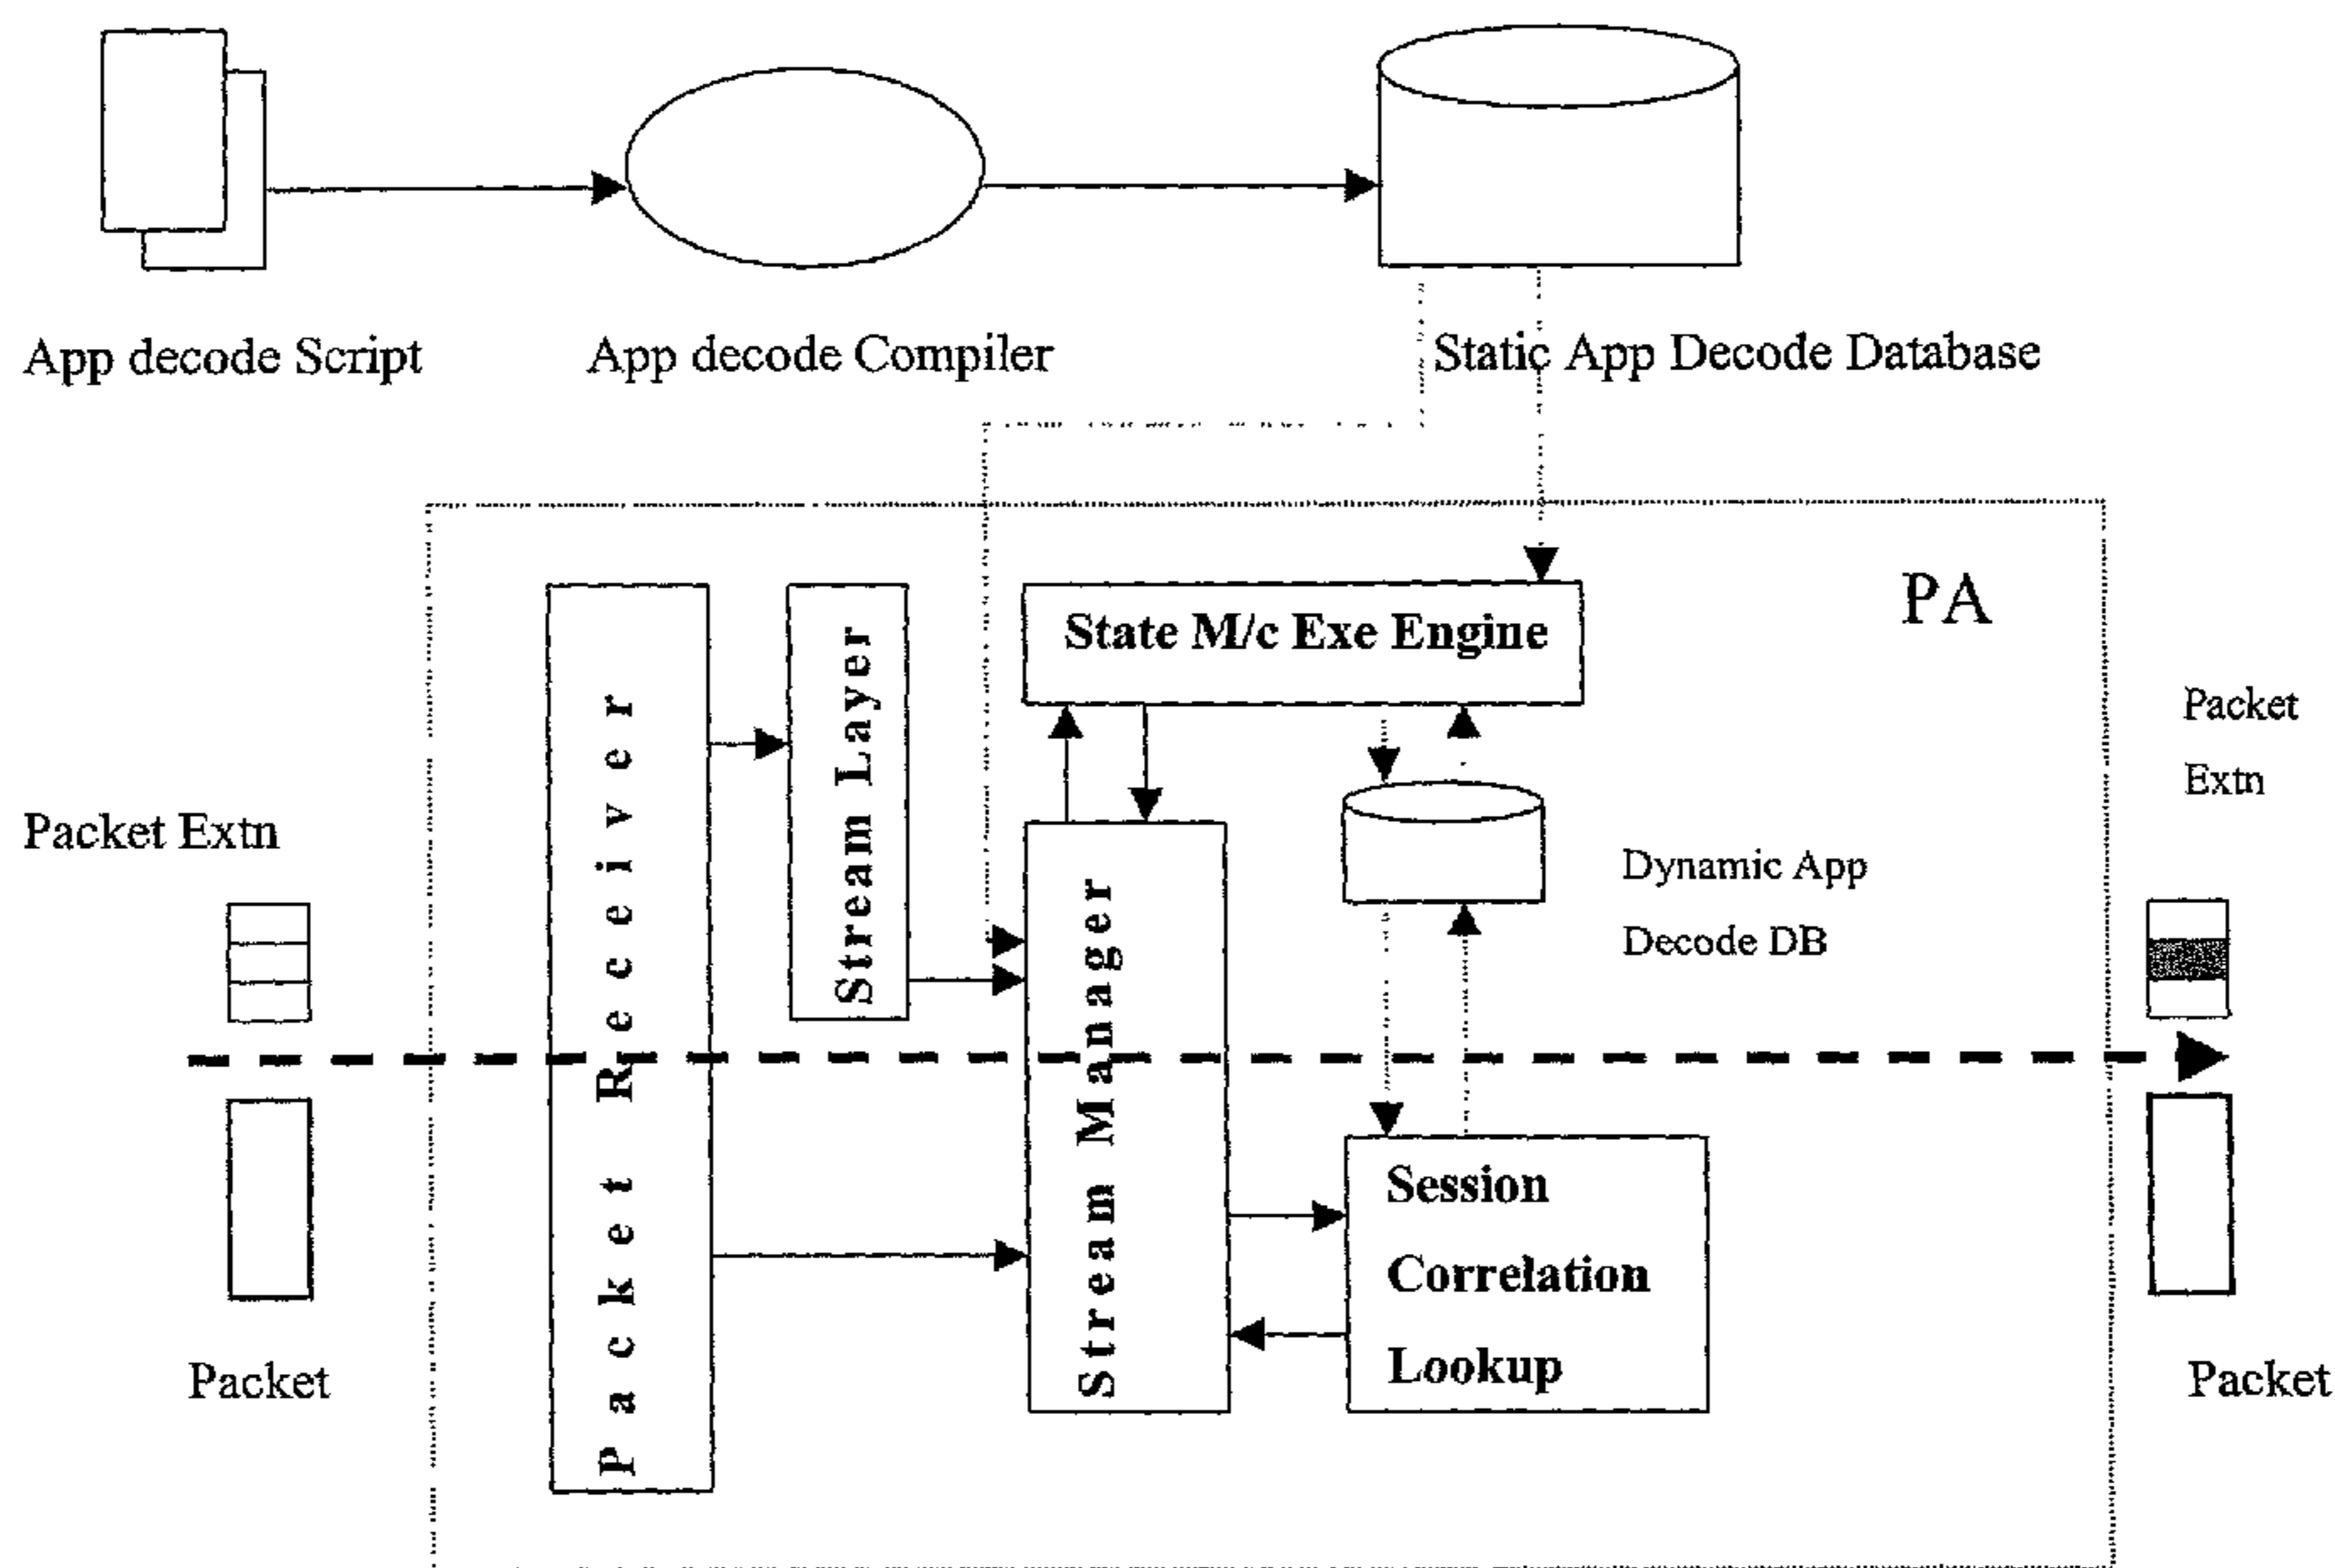 App decode Script
App decode Compiler
Static App Decode Database
PA
State M/c Exe Engine
Packet Receiver
Stream Layer
Stream Manager
Packet Extn
Packet
Dynamic App
Decode DB
Session
Correlation
Lookup
Packet
Extn
Packet